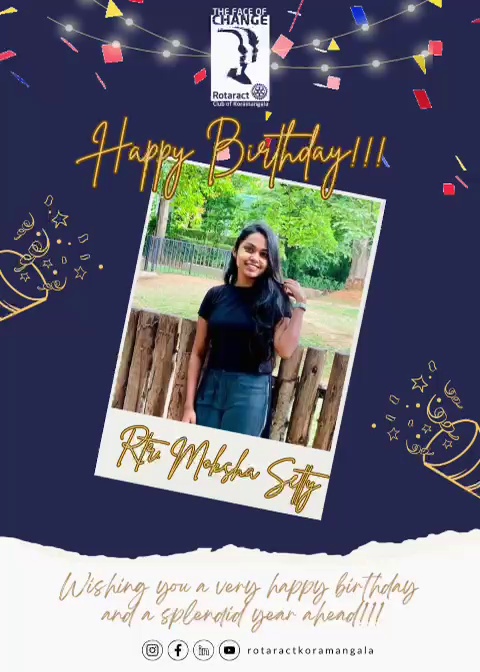 THE FACE OF
CHANGE
Rotaract
Club of Koramangala
Happy Birthday!!!
Rtr. Moksha Setty
Wishing you a very happy birthday
and a splendid year ahead!!!
rotaractkoramangala